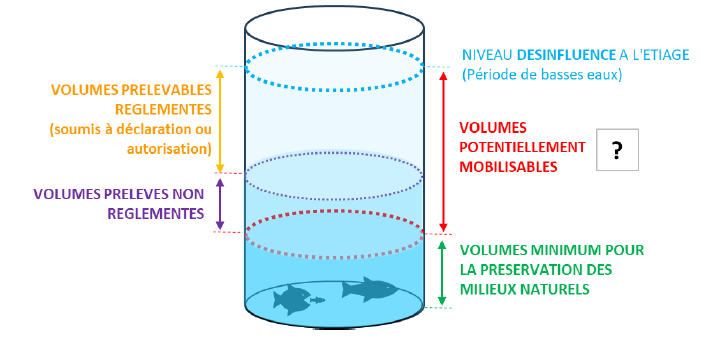 NIVEAU DESINFLUENCE A L'ETIAGE
(Période de basses eaux)
VOLUMES PRELEVABLES
REGLEMENTES
(soumis à déclaration ou
autorisation)
VOLUMES
POTENTIELLEMENT
MOBILISABLES
?
VOLUMES PRELEVES NON
REGLEMENTES
VOLUMES MINIMUM POUR
LA PRESERVATION DES
MILIEUX NATURELS